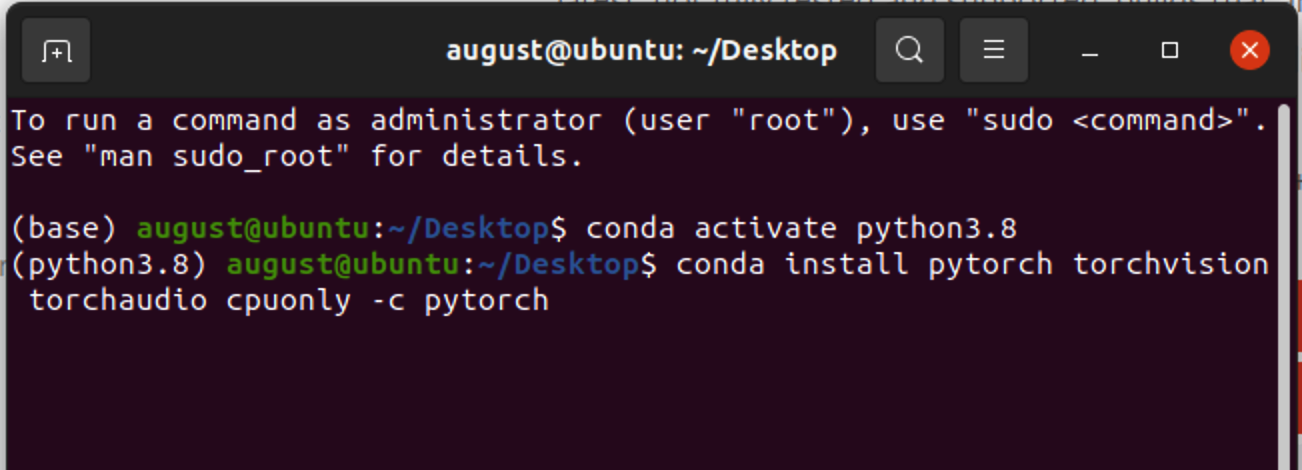 august@ubuntu: ~/Desktop
To run a command as administrator (user "root"), use "sudo <command>".
See "man sudo_root" for details.
(base) august@ubuntu:~/Desktop$ conda activate python3.8
(python3.8) august@ubuntu:~/Desktop$ conda install pytorch torchvision
torchaudio cpuonly -c pytorch